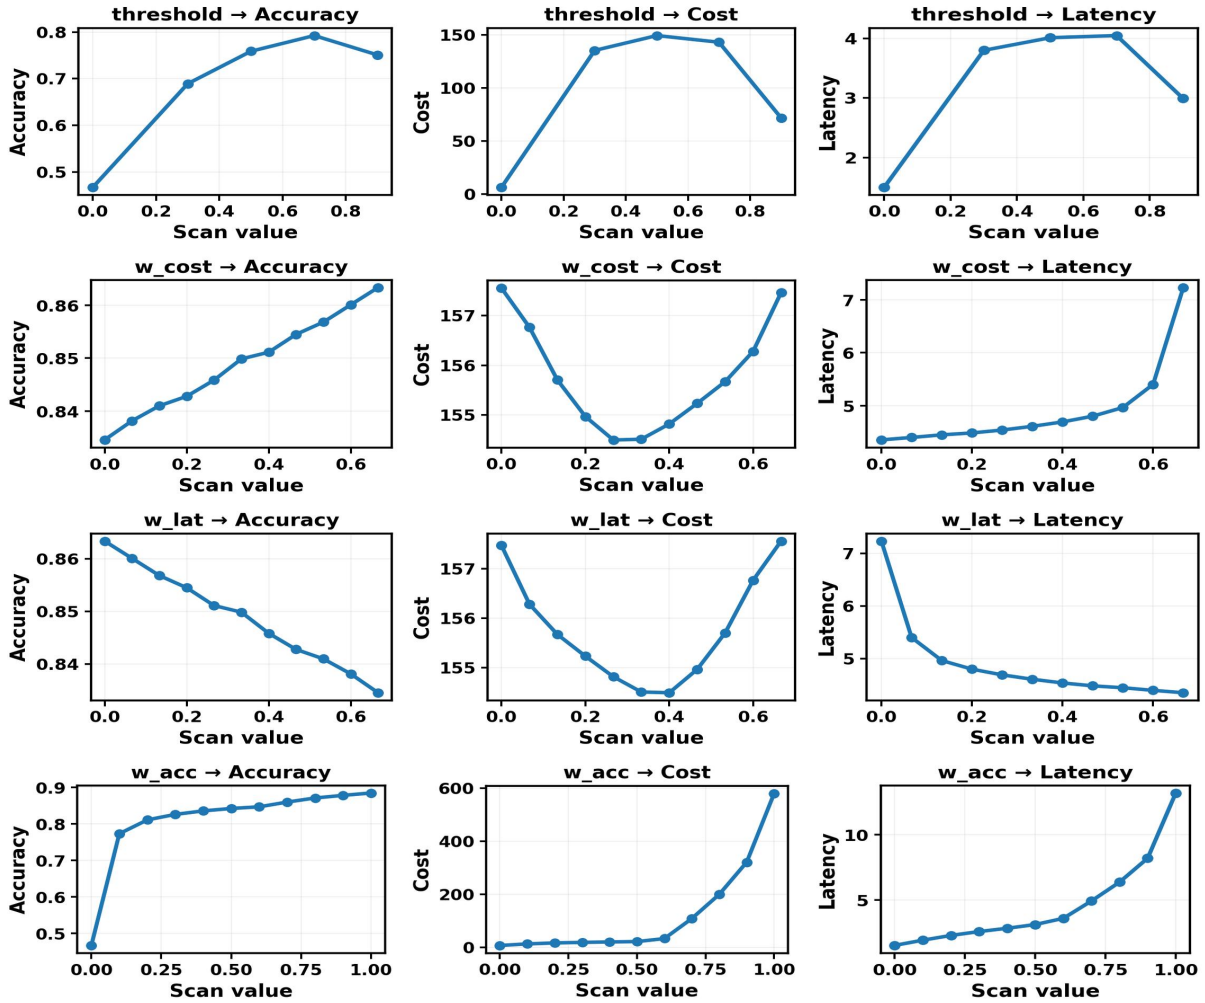 threshold → Accuracy
0.8
0.7
0.6
0.5
Accuracy
0.0 0.2 0.4 0.6 0.8
Scan value
threshold → Cost
150
100
50
0
Cost
0.0 0.2 0.4 0.6 0.8
Scan value
threshold → Latency
4
3
2
Latency
0.0 0.2 0.4 0.6 0.8
Scan value
w_cost → Accuracy
0.86
0.85
0.84
Accuracy
0.0 0.2 0.4 0.6
Scan value
w_cost → Cost
157
156
155
Cost
0.0 0.2 0.4 0.6
Scan value
w_cost → Latency
7
6
5
Latency
0.0 0.2 0.4 0.6
Scan value
w_lat → Accuracy
0.86
0.85
0.84
Accuracy
0.0 0.2 0.4 0.6
Scan value
w_lat → Cost
157
156
155
Cost
0.0 0.2 0.4 0.6
Scan value
w_lat → Latency
7
6
5
Latency
0.0 0.2 0.4 0.6
Scan value
w_acc → Accuracy
0.9
0.8
0.7
0.6
0.5
Accuracy
0.00 0.25 0.50 0.75 1.00
Scan value
w_acc → Cost
600
400
200
0
Cost
0.00 0.25 0.50 0.75 1.00
Scan value
w_acc → Latency
10
5
Latency
0.00 0.25 0.50 0.75 1.00
Scan value